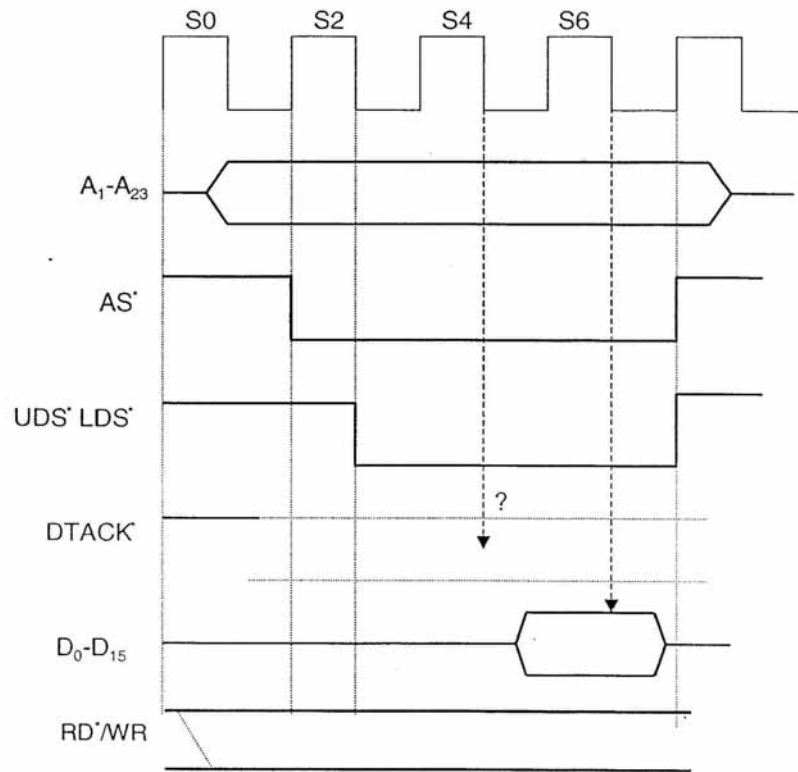 S0 S2 S4 S6
A₁-A₂₃
AS*
UDS* LDS*
?
DTACK*
D₀-D₁₅
RD*/WR